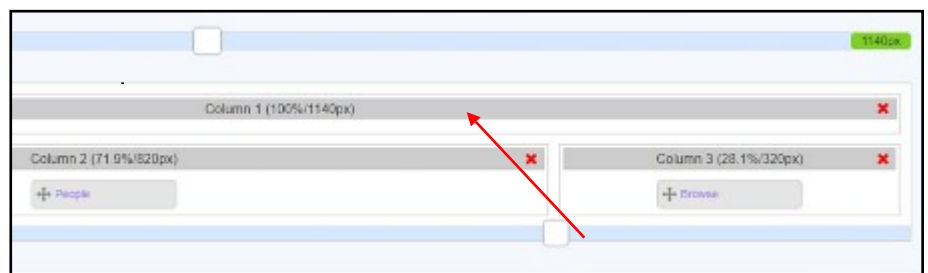 1140px
Column 1 (100%/1140px)
Column 2 (71.9%/820px)
Column 3 (28.1%/320px)
People
Browse